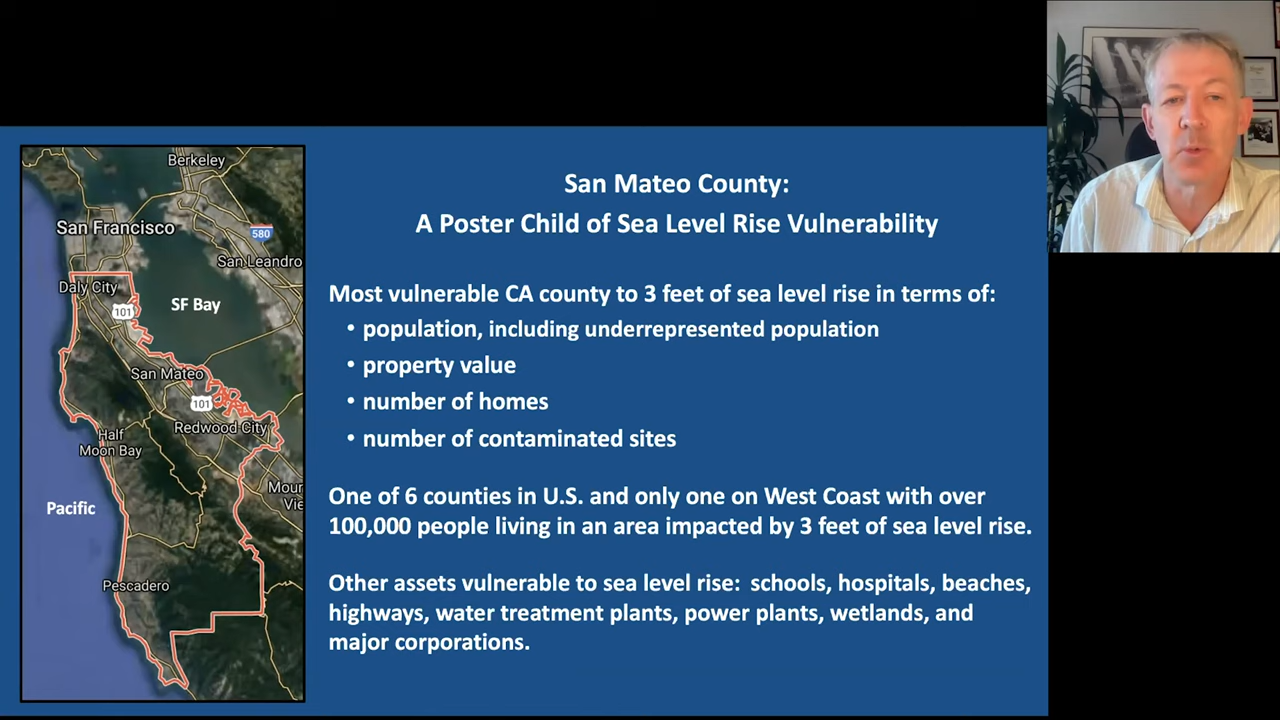 Berkeley
San Francisco
580
San Leandro
Daly City
101
SF Bay
San Mateo
101
Redwood City
Half
Moon Bay
Moun
Vie
Pacific
Pescadero
San Mateo County:
A Poster Child of Sea Level Rise Vulnerability
Most vulnerable CA county to 3 feet of sea level rise in terms of:
• population, including underrepresented population
• property value
• number of homes
• number of contaminated sites
One of 6 counties in U.S. and only one on West Coast with over
100,000 people living in an area impacted by 3 feet of sea level rise.
Other assets vulnerable to sea level rise: schools, hospitals, beaches,
highways, water treatment plants, power plants, wetlands, and
major corporations.